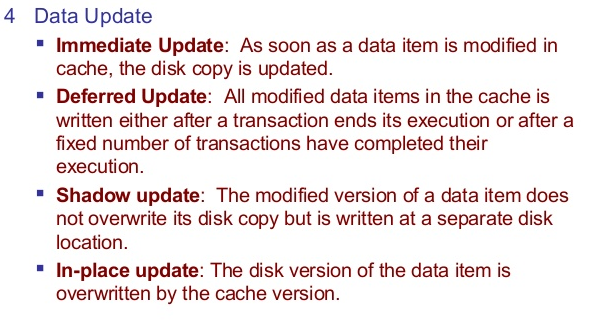 4 Data Update
▪ Immediate Update: As soon as a data item is modified in
cache, the disk copy is updated.
▪ Deferred Update: All modified data items in the cache is
written either after a transaction ends its execution or after a
fixed number of transactions have completed their
execution.
▪ Shadow update: The modified version of a data item does
not overwrite its disk copy but is written at a separate disk
location.
▪ In-place update: The disk version of the data item is
overwritten by the cache version.